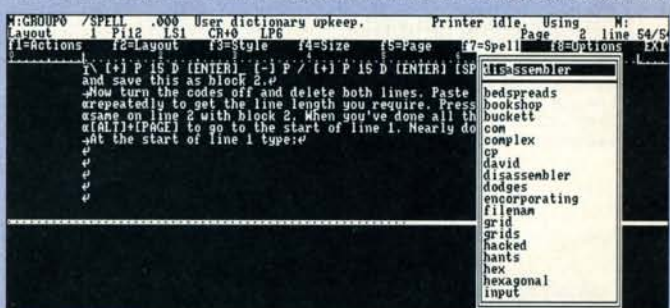 M:GROUP0 /SPELL .000 User dictionary upkeep. Printer idle. Using M:
Layout 1 Pi12 LS1 CR+0 LP6 Page 2 line 54/54
f1=Actions f2=Layout f3=Style f4=Size f5=Page f7=Spell f8=Options EXI
[\ [+] P 15 D [ENTER] [-] P / [+] P 15 D [ENTER] [SP
and save this as block 2.↵
→Now turn the codes off and delete both lines. Paste
αrepeatedly to get the line length you require. Press
αsame on line 2 with block 2. When you've done all th
α[ALT]+[PAGE] to go to the start of line 1. Nearly do
→At the start of line 1 type:↵
disassembler
bedspreads
bookshop
buckett
com
complex
cp
david
disassembler
dodges
encorporating
filenam
grid
grids
hacked
hants
hex
hexagonal
input